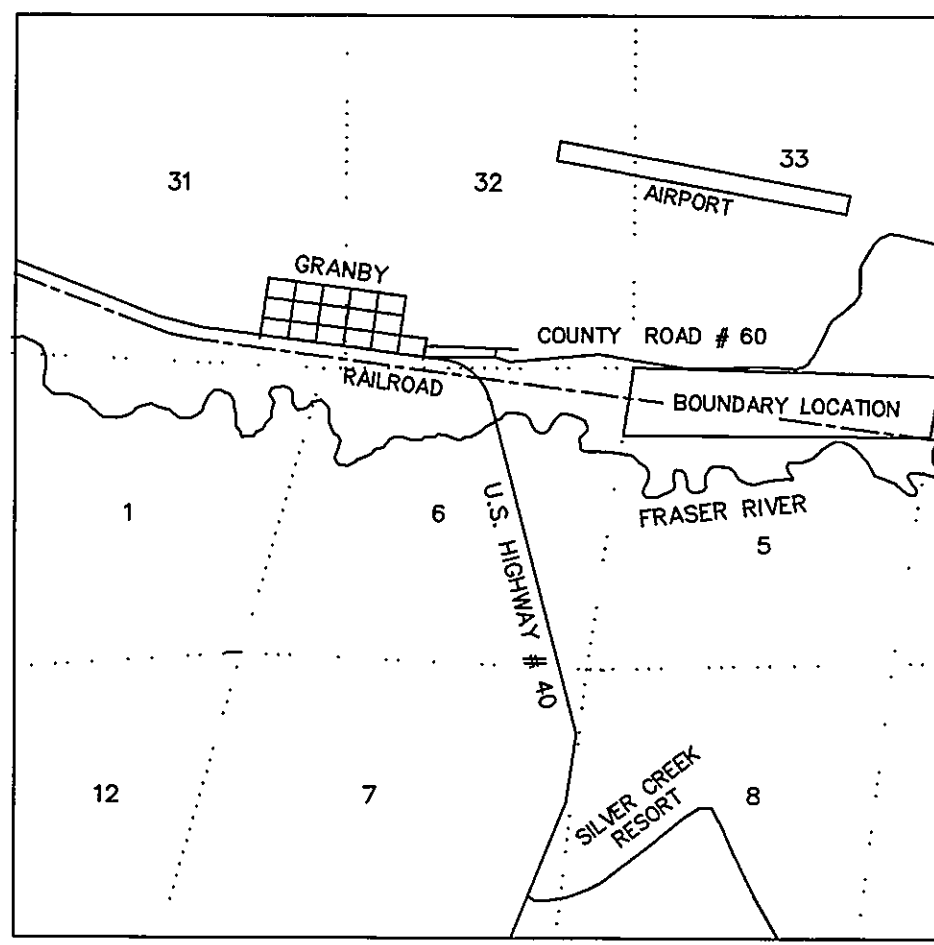 33
31
32
AIRPORT
GRANBY
COUNTY ROAD # 60
RAILROAD
BOUNDARY LOCATION
1
6
U.S. HIGHWAY # 40
FRASER RIVER
5
12
7
SILVER CREEK
RESORT
8